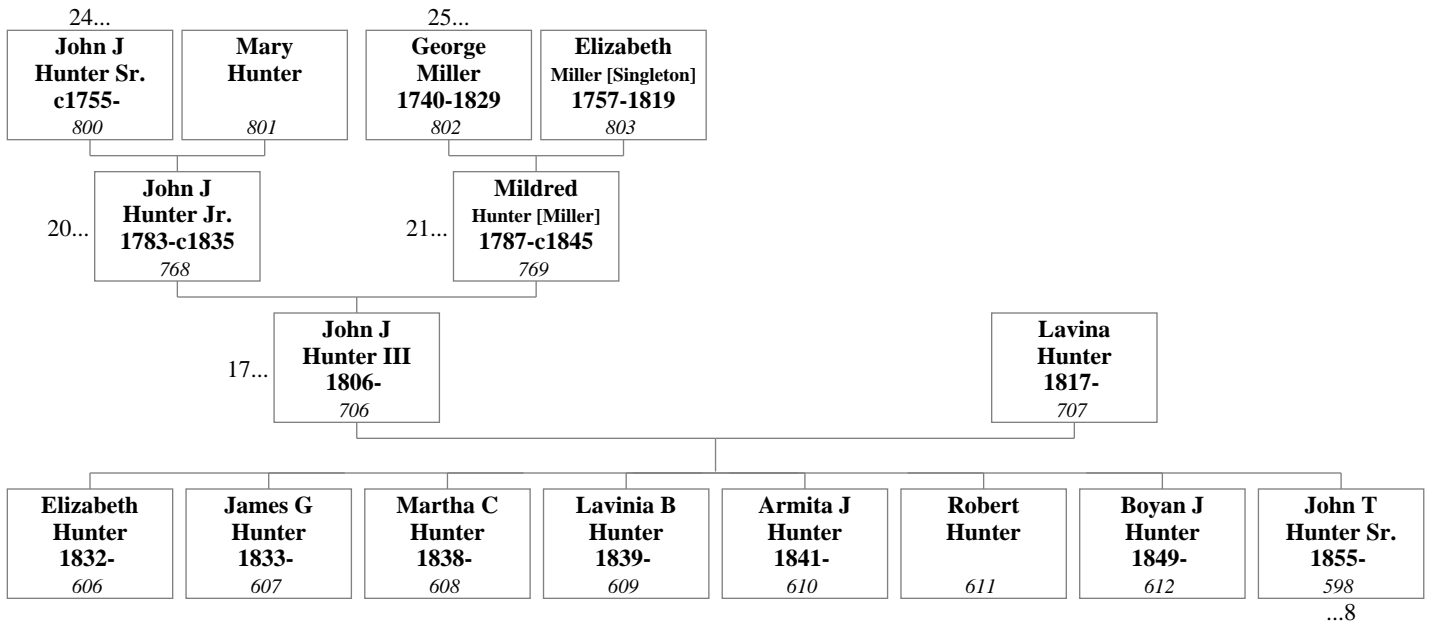 24...
John J
Hunter Sr.
c1755-
800
Mary
Hunter
801
25...
George
Miller
1740-1829
802
Elizabeth
Miller [Singleton]
1757-1819
803
20...
John J
Hunter Jr.
1783-c1835
768
21...
Mildred
Hunter [Miller]
1787-c1845
769
17...
John J
Hunter III
1806-
706
Lavina
Hunter
1817-
707
Elizabeth
Hunter
1832-
606
James G
Hunter
1833-
607
Martha C
Hunter
1838-
608
Lavinia B
Hunter
1839-
609
Armita J
Hunter
1841-
610
Robert
Hunter
611
Boyan J
Hunter
1849-
612
John T
Hunter Sr.
1855-
598
...8